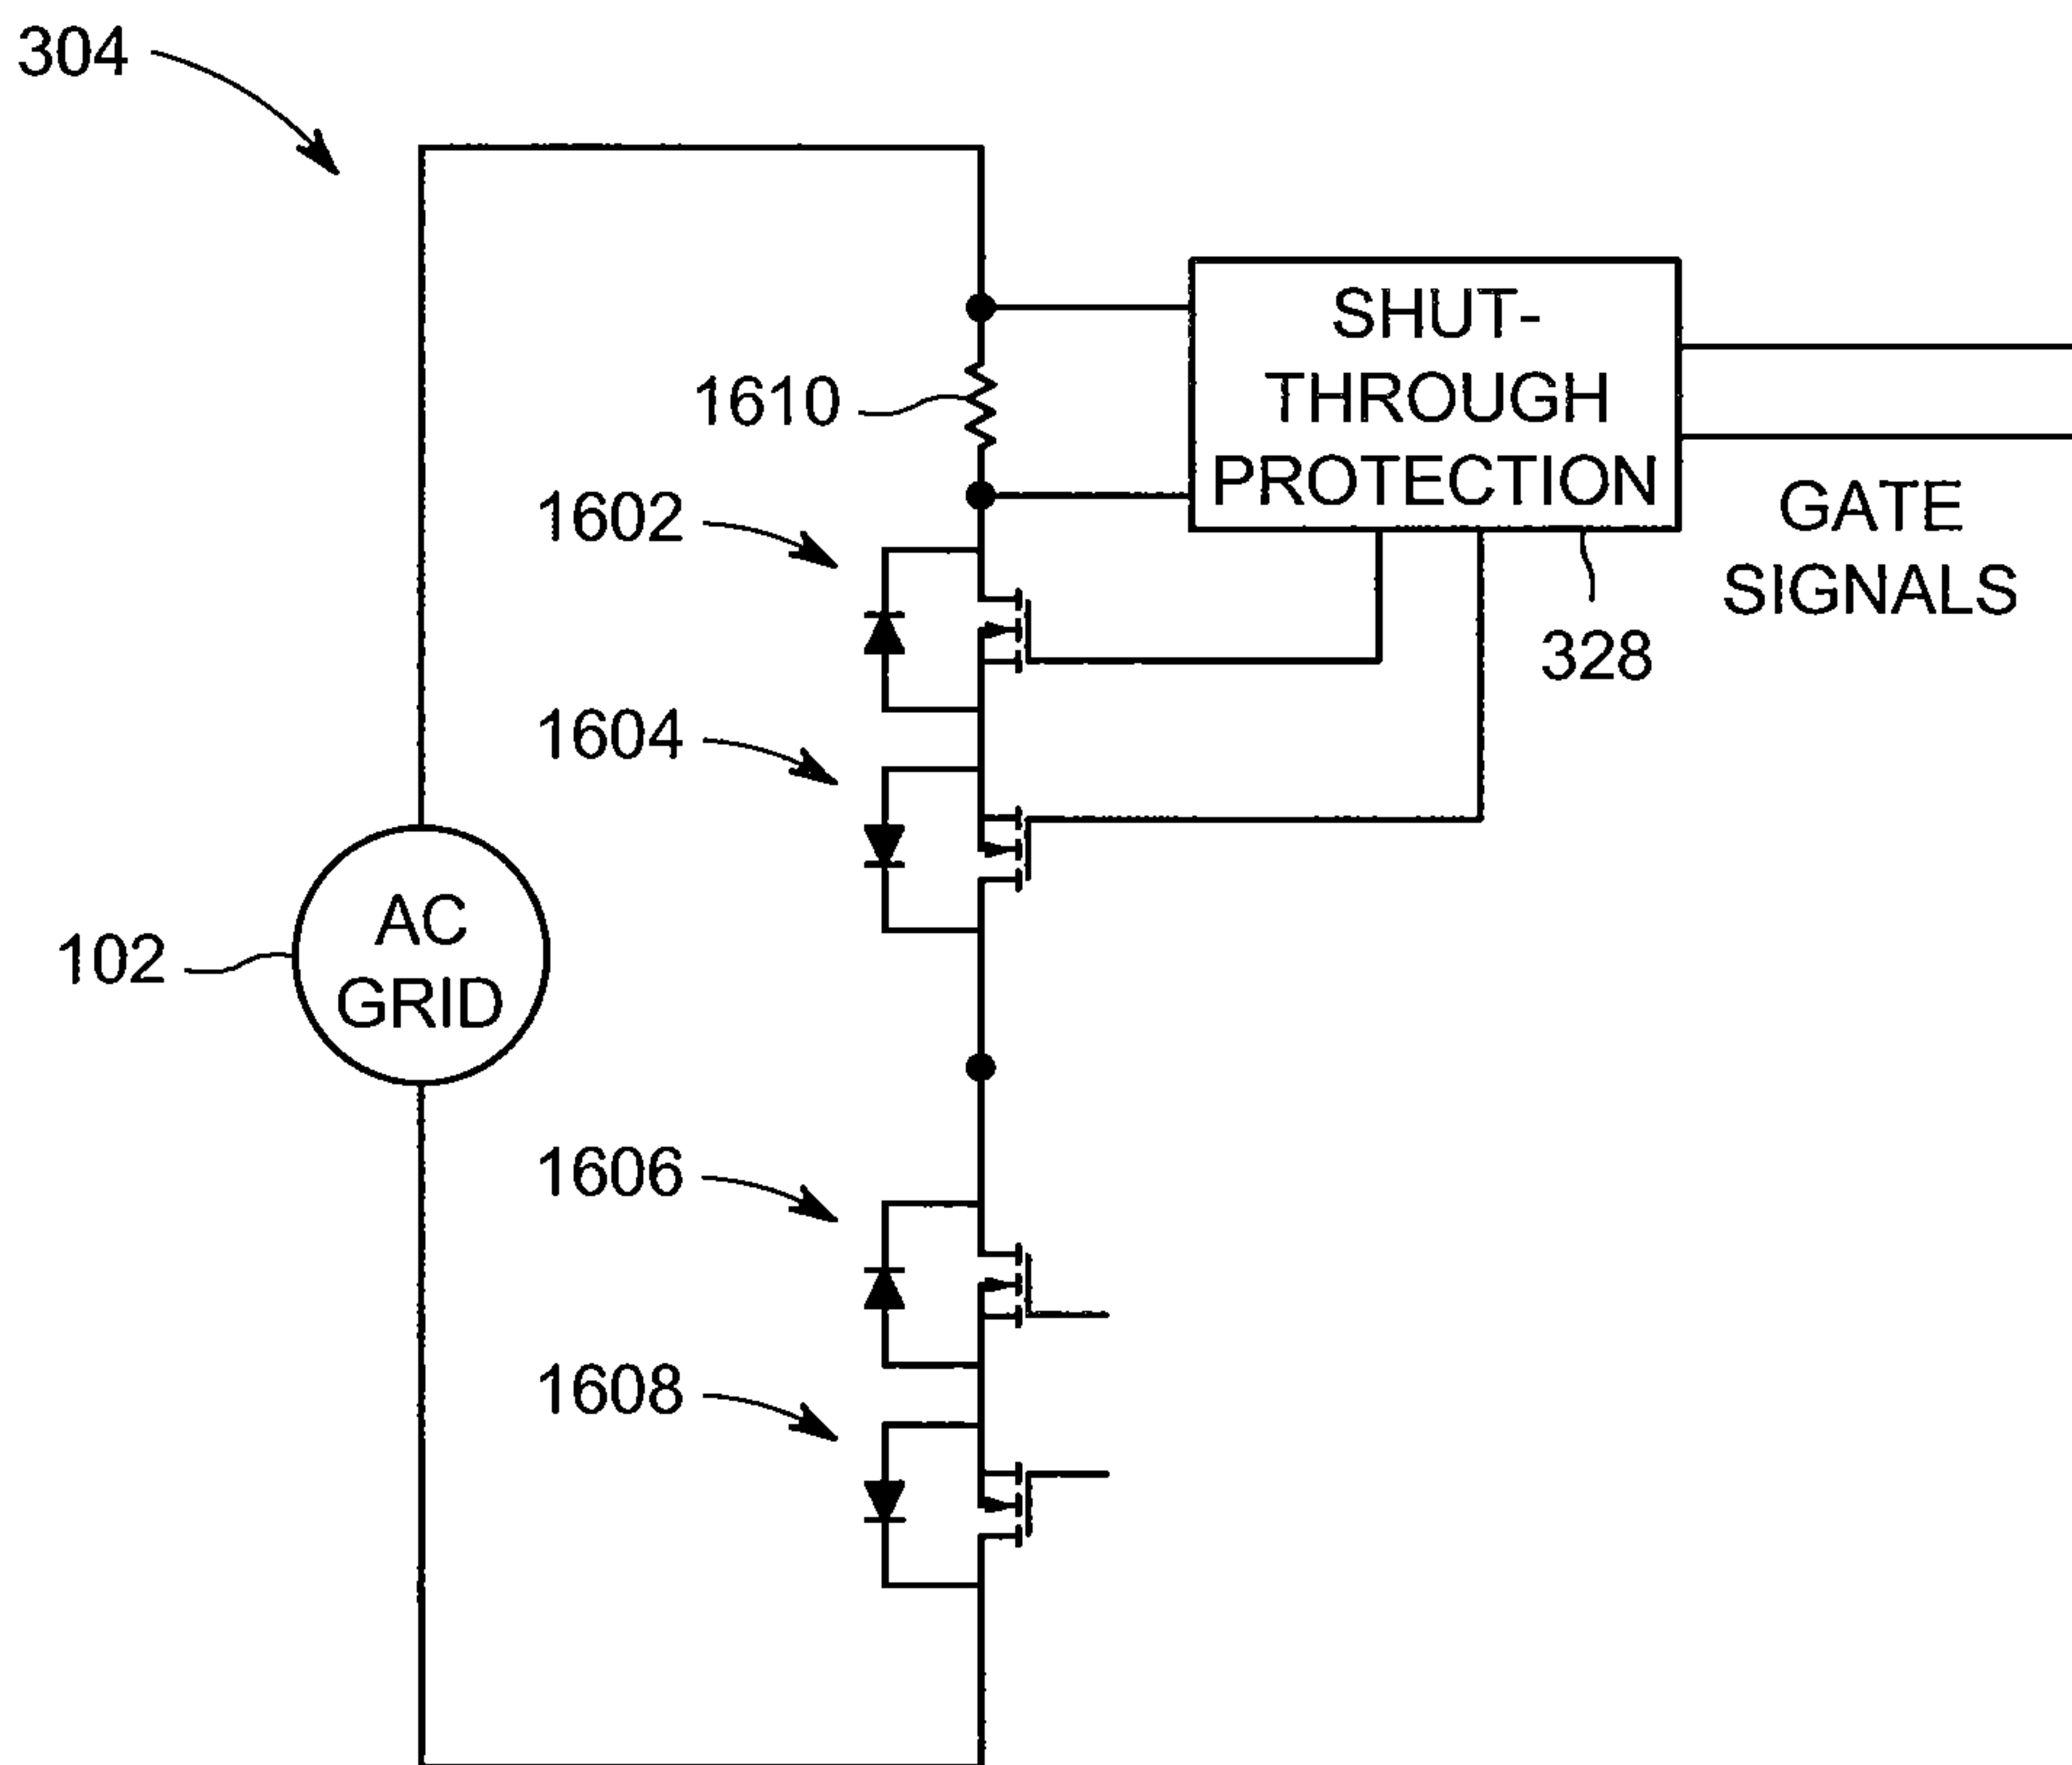 304
SHUT-
THROUGH
PROTECTION
1610
1602
GATE
SIGNALS
328
1604
AC
GRID
102
1606
1608